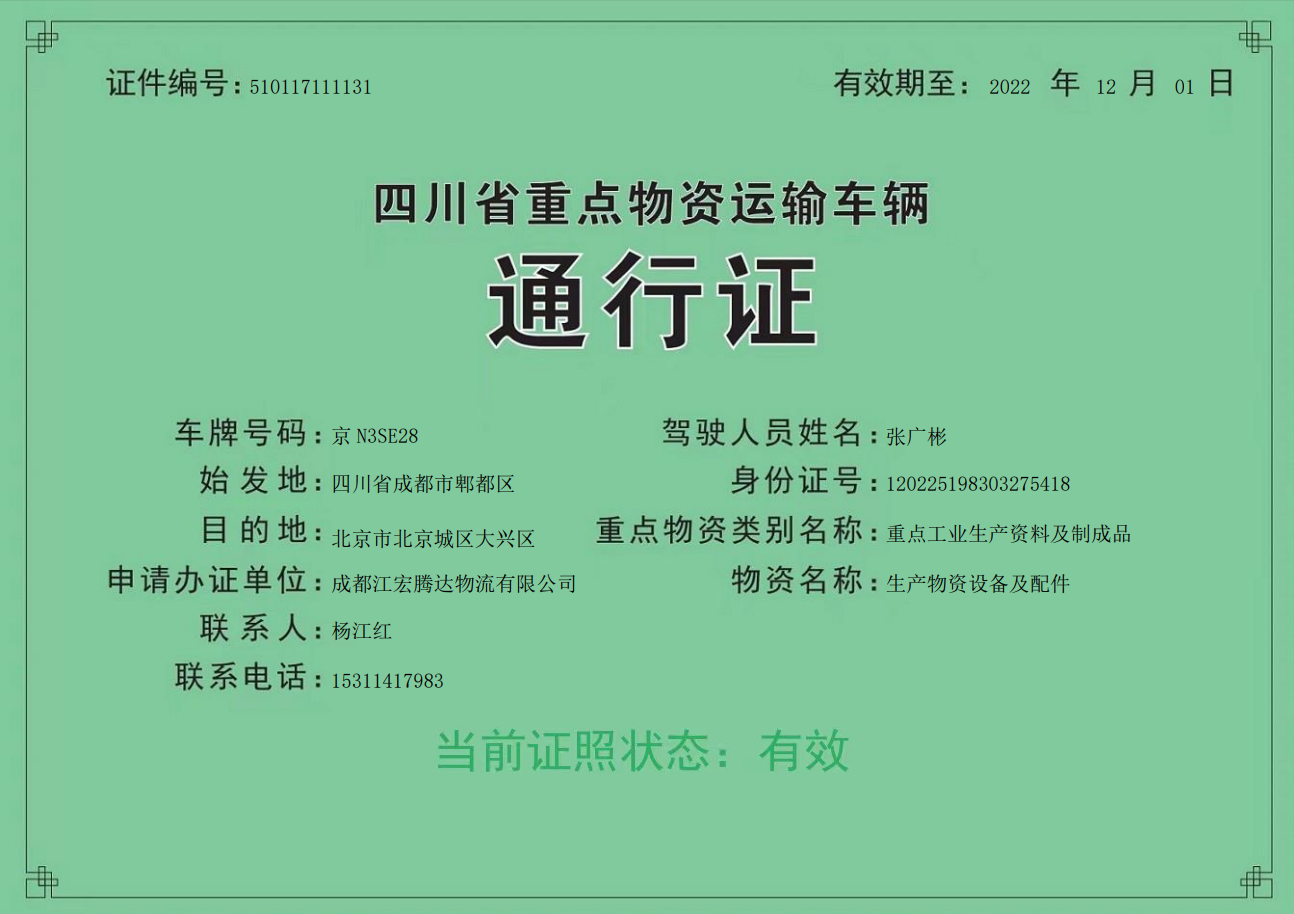 证件编号：510117111131 有效期至：2022 年 12 月 01 日
四川省重点物资运输车辆
通行证
车牌号码：京N3SE28 驾驶人员姓名：张广彬
始发地：四川省成都市郫都区 身份证号：120225198303275418
目的地：北京市北京城区大兴区 重点物资类别名称：重点工业生产资料及制成品
申请办证单位：成都江宏腾达物流有限公司 物资名称：生产物资设备及配件
联系人：杨江红
联系电话：15311417983
当前证照状态：有效